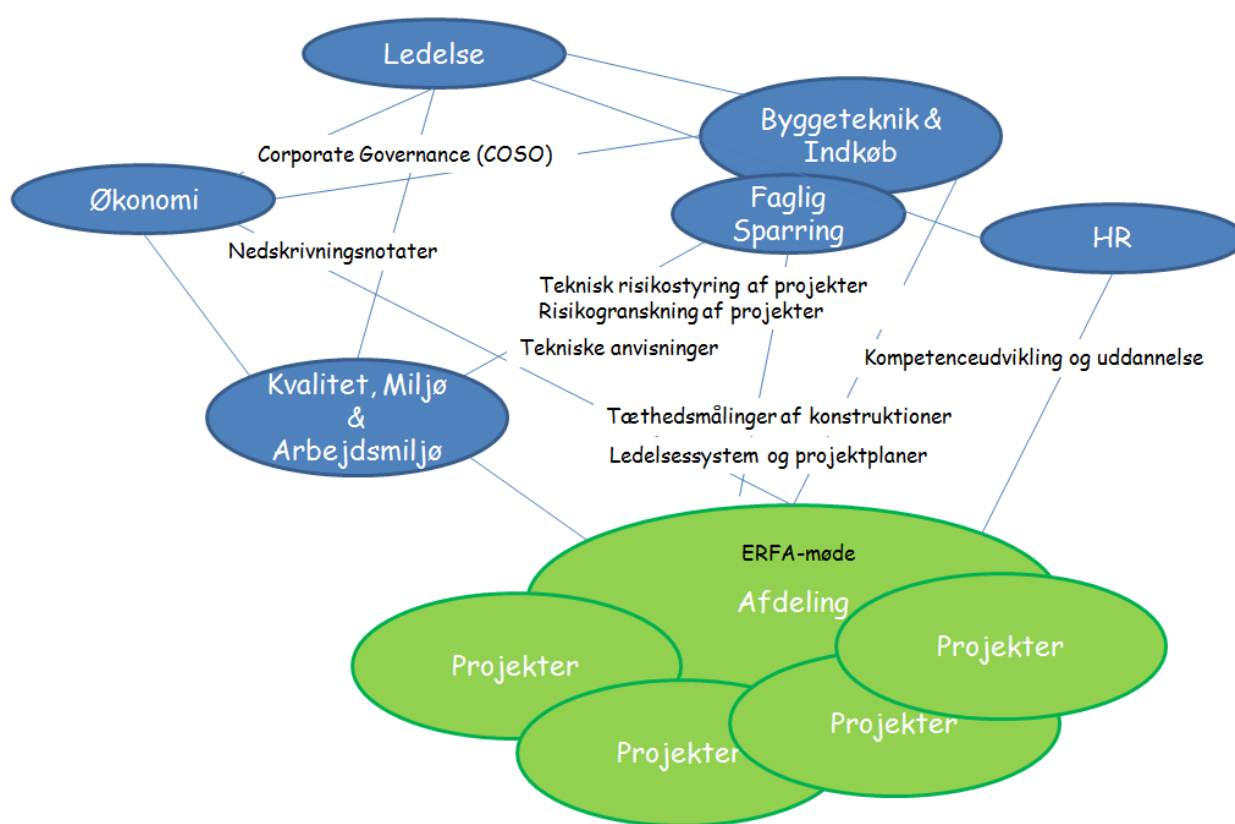 Ledelse
Byggeteknik &
Indkøb
Corporate Governance (COSO)
Økonomi
Faglig
Sparring
HR
Nedskrivningsnotater
Teknisk risikostyring af projekter
Risikogranskning af projekter
Tekniske anvisninger
Kompetenceudvikling og uddannelse
Kvalitet, Miljø
&
Arbejdsmiljø
Tæthedsmålinger af konstruktioner
Ledelsessystem og projektplaner
ERFA-møde
Afdeling
Projekter
Projekter
Projekter
Projekter